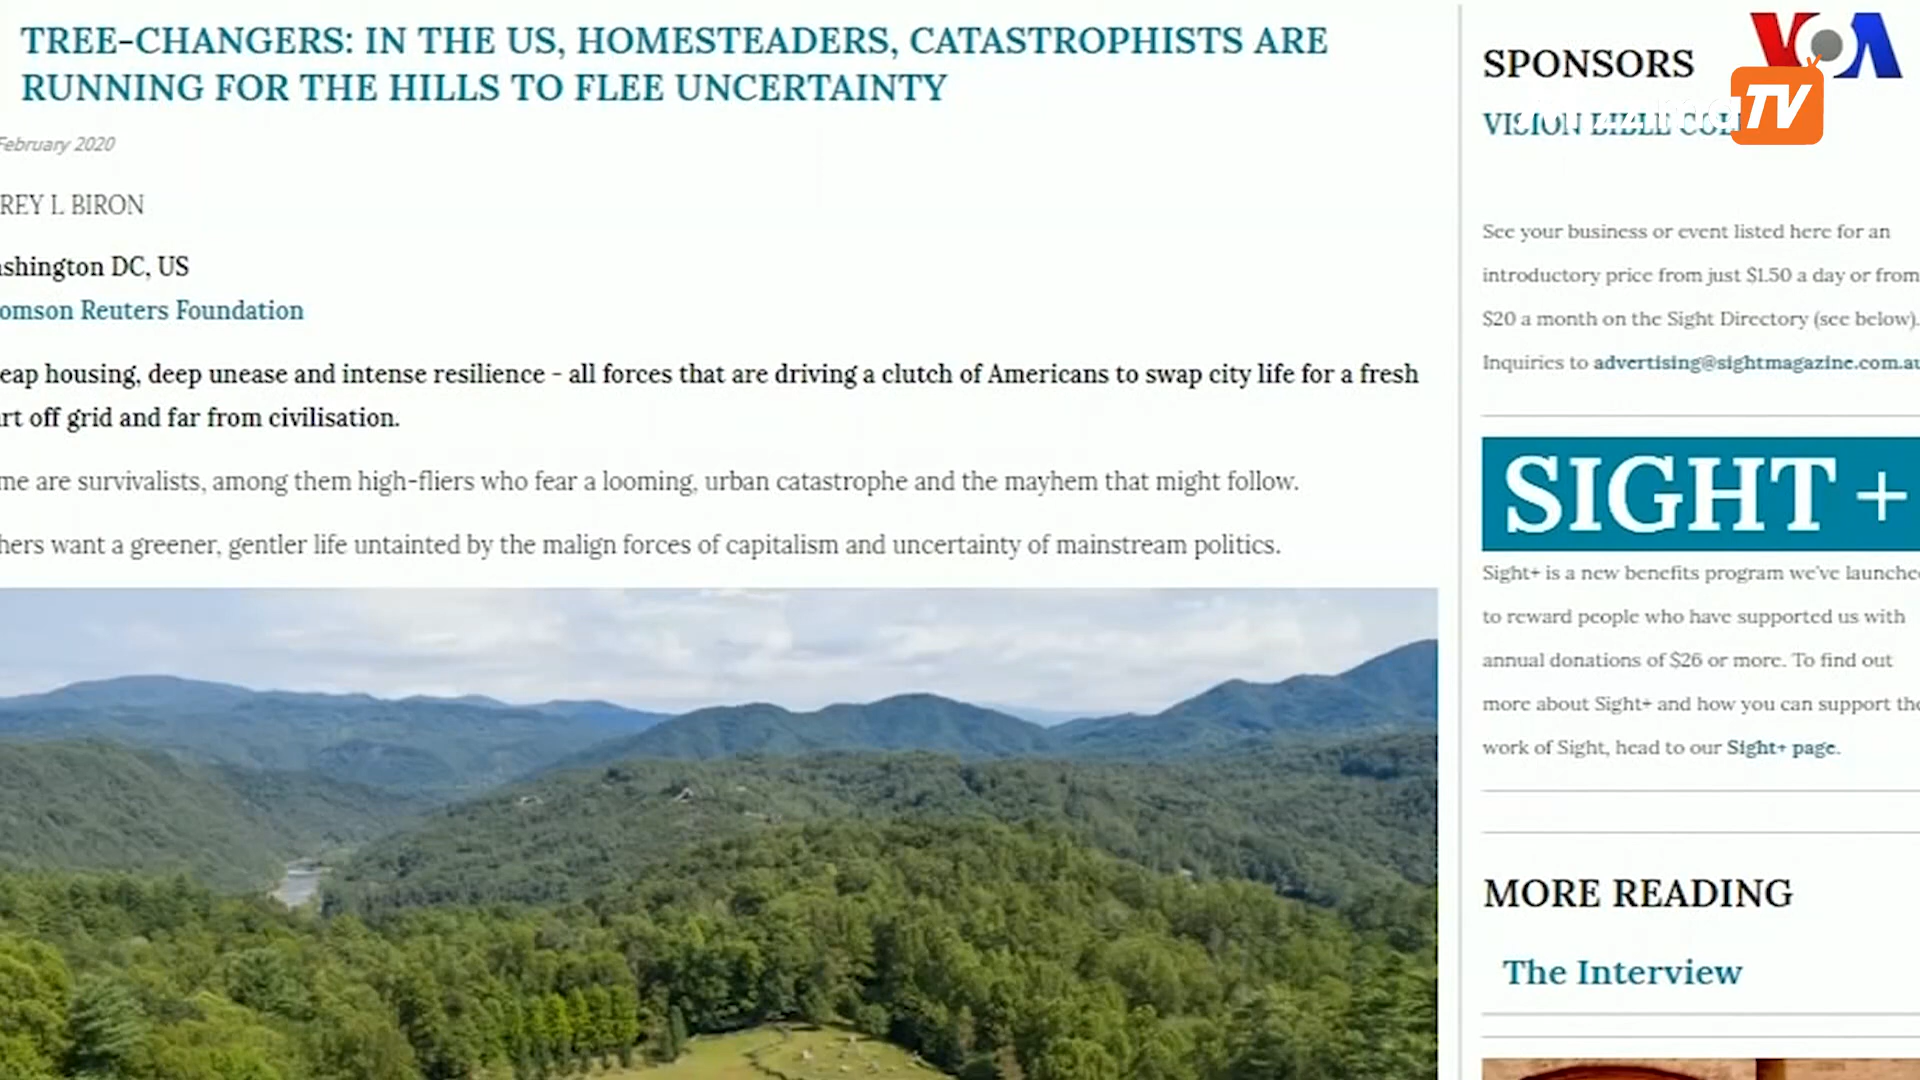 TREE-CHANGERS: IN THE US, HOMESTEADERS, CATASTROPHISTS ARE
RUNNING FOR THE HILLS TO FLEE UNCERTAINTY
February 2020
REY L BIRON
ashington DC, US
omson Reuters Foundation
eap housing, deep unease and intense resilience - all forces that are driving a clutch of Americans to swap city life for a fresh
rt off grid and far from civilisation.
me are survivalists, among them high-fliers who fear a looming, urban catastrophe and the mayhem that might follow.
hers want a greener, gentler life untainted by the malign forces of capitalism and uncertainty of mainstream politics.
VOA
SPONSORS
TV
VISION BIBLE COL
See your business or event listed here for an
introductory price from just $1.50 a day or from
$20 a month on the Sight Directory (see below).
Inquiries to advertising@sightmagazine.com.au
SIGHT +
Sight+ is a new benefits program we've launche
to reward people who have supported us with
annual donations of $26 or more. To find out
more about Sight+ and how you can support the
work of Sight, head to our Sight+ page.
MORE READING
The Interview